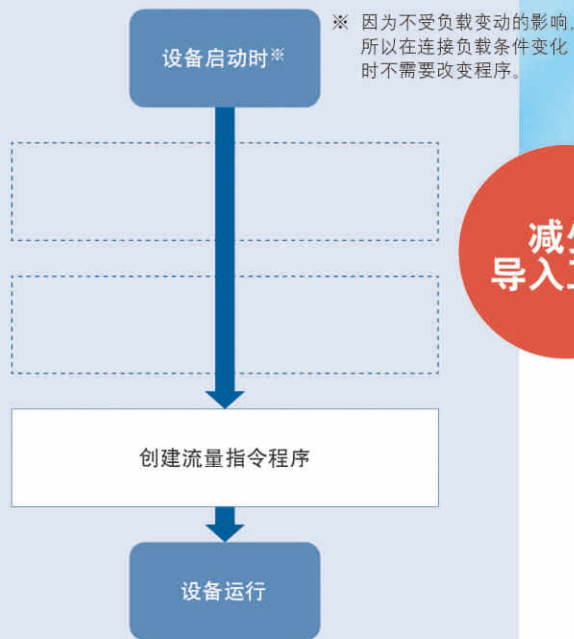 设备启动时※
※ 因为不受负载变动的影响，
所以在连接负载条件变化
时不需要改变程序。
减
导入
创建流量指令程序
设备运行